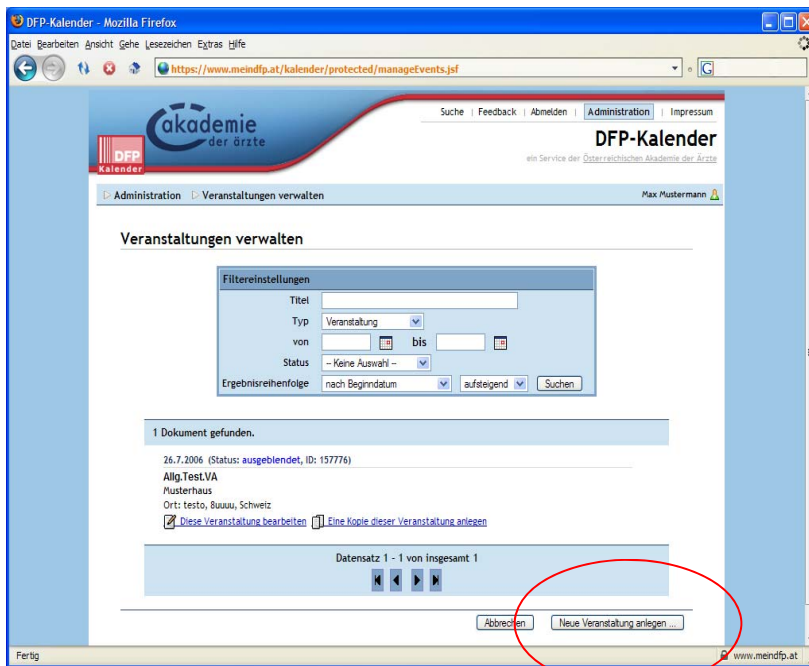 DFP-Kalender - Mozilla Firefox
Datei Bearbeiten Ansicht Gehe Lesezeichen Extras Hilfe
https://www.meindfp.at/kalender/protected/manageEvents.jsf
G
akademie
der ärzte
DFP
Kalender
Suche | Feedback | Abmelden | Administration | Impressum
DFP-Kalender
ein Service der Österreichischen Akademie der Ärzte
Administration Veranstaltungen verwalten Max Mustermann
Veranstaltungen verwalten
Filtereinstellungen
Titel
Typ Veranstaltung
von bis
Status -- Keine Auswahl --
Ergebnisreihenfolge nach Beginndatum aufsteigend Suchen
1 Dokument gefunden.
26.7.2006 (Status: ausgeblendet, ID: 157776)
Allg.Test.VA
Musterhaus
Ort: testo, 8uuuu, Schweiz
Diese Veranstaltung bearbeiten Eine Kopie dieser Veranstaltung anlegen
Datensatz 1 - 1 von insgesamt 1
Abbrechen Neue Veranstaltung anlegen ...
Fertig www.meindfp.at